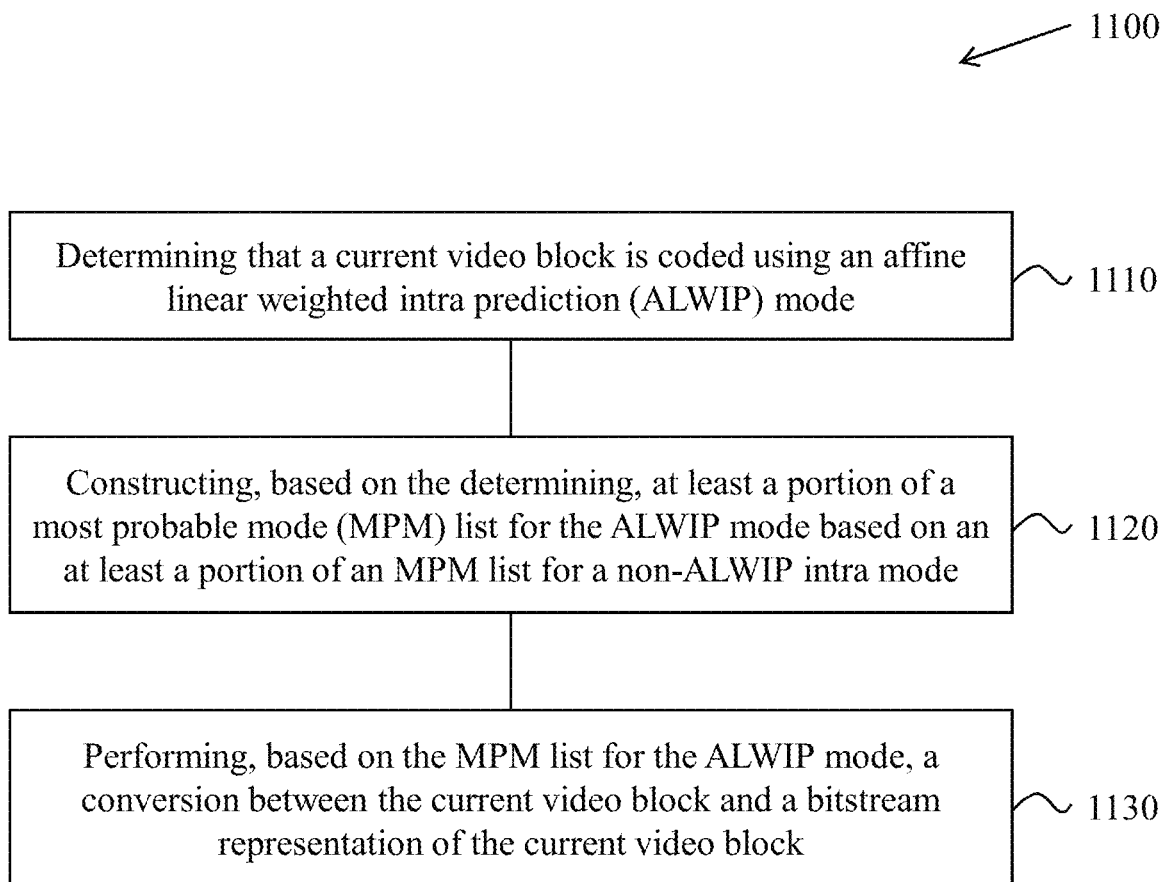 1100
Determining that a current video block is coded using an affine
linear weighted intra prediction (ALWIP) mode
1110
Constructing, based on the determining, at least a portion of a
most probable mode (MPM) list for the ALWIP mode based on an
at least a portion of an MPM list for a non-ALWIP intra mode
1120
Performing, based on the MPM list for the ALWIP mode, a
conversion between the current video block and a bitstream
representation of the current video block
1130